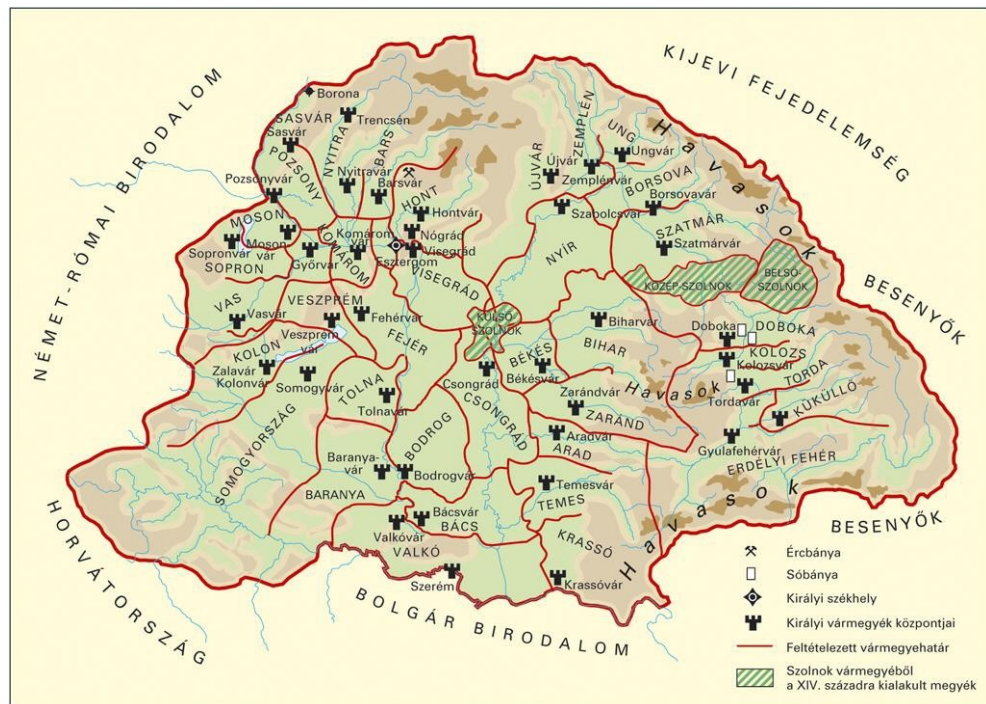 NÉMET-RÓMAI BIRODALOM
KIJEVI FEJEDELEMSÉG
BESENYŐK
BESENYŐK
BOLGÁR BIRODALOM
HORVÁTORSZÁG
Havasok
Havasok
Havasok
Borona
SASVÁR
Sasvár
Trencsén
NYITRA
BARS
POZSONY
Nyitravár
Barsvár
Pozsonyvár
HONT
Hontvár
MOSON
Moson
vár
Sopronvár
SOPRON
Győrvár
Komárom
vár
KOMÁROM
Esztergom
Nógrád
Visegrád
VISEGRÁD
ÚJVÁR
Újvár
ZEMPLÉN
Zemplénvár
UNG
Ungvár
BORSOVA
Borsovavár
Szabolcsvár
SZATMÁR
Szatmárvár
NYÍR
KÖZÉP-SZOLNOK
BELSŐ-
SZOLNOK
VAS
Vasvár
VESZPRÉM
Veszprém
vár
Fehérvár
FEJÉR
KÜLSŐ-
SZOLNOK
Biharvár
BIHAR
Doboka
DOBOKA
KOLOZS
Kolozsvár
TORDA
Tordavár
KÜKÜLLŐ
KOLON
Zalavár
Kolonvár
Somogyvár
TOLNA
Tolnavár
Csongrád
CSONGRÁD
BÉKÉS
Békésvár
Zarándvár
ZARÁND
Gyulafehérvár
ERDÉLYI FEHÉR
SOMOGYORSZÁG
Baranya-
vár
BARANYA
BODROG
Bodrogvár
Aradvár
ARAD
Temesvár
TEMES
Bácsvár
BÁCS
Valkóvár
VALKÓ
Szerém
KRASSÓ
Krassóvár
Ércbánya
Sóbánya
Királyi székhely
Királyi vármegyék központjai
Feltételezett vármegyehatár
Szolnok vármegyéből
a XIV. századra kialakult megyék